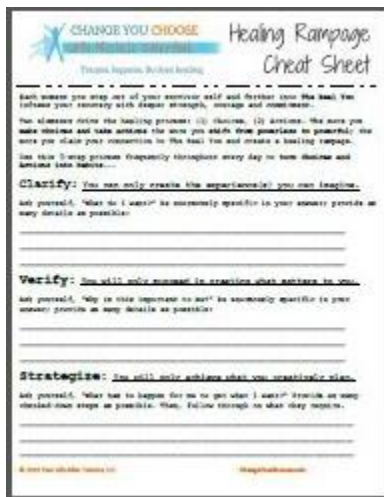 CHANGE YOU CHOOSE
Healing Rampage
Cheat Sheet
Each moment you step out of your survivor self and further into The Real You
infuses your recovery with deeper strength, courage and commitment.
Two elements drive the healing process: (1) Choices, (2) Actions. The more you
make choices and take actions the more you shift from powerless to powerful; the
more you claim your connection to The Real You and create a healing rampage.
Use this 3-step process frequently throughout every day to turn Choices and
Actions into habits...
Clarify: You can only create the experience(s) you can imagine.
Ask yourself, "What do I want?" Be enormously specific in your answer; provide as
many details as possible:
Verify: You will only succeed in creating what matters to you.
Ask yourself, "Why is this important to me?" Be enormously specific in your
answer; provide as many details as possible:
Strategize: You will only achieve what you creatively plan.
Ask yourself, "What has to happen for me to get what I want?" Provide as many
chunked-down steps as possible. Then, follow through on what they require.